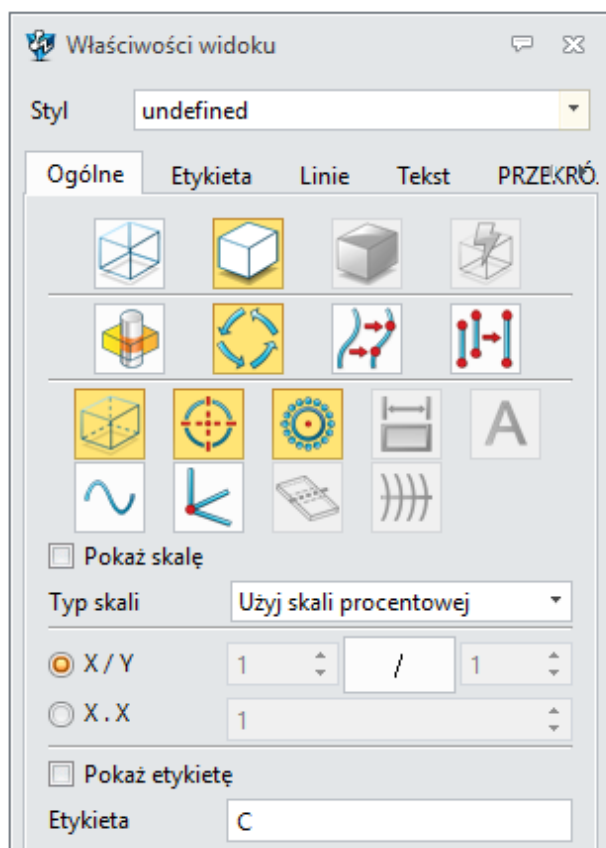 Właściwości widoku
Styl undefined
Ogólne Etykieta Linie Tekst PRZEKRÓ.
A
Pokaż skalę
Typ skali Użyj skali procentowej
X / Y 1 / 1
X . X 1
Pokaż etykietę
Etykieta C